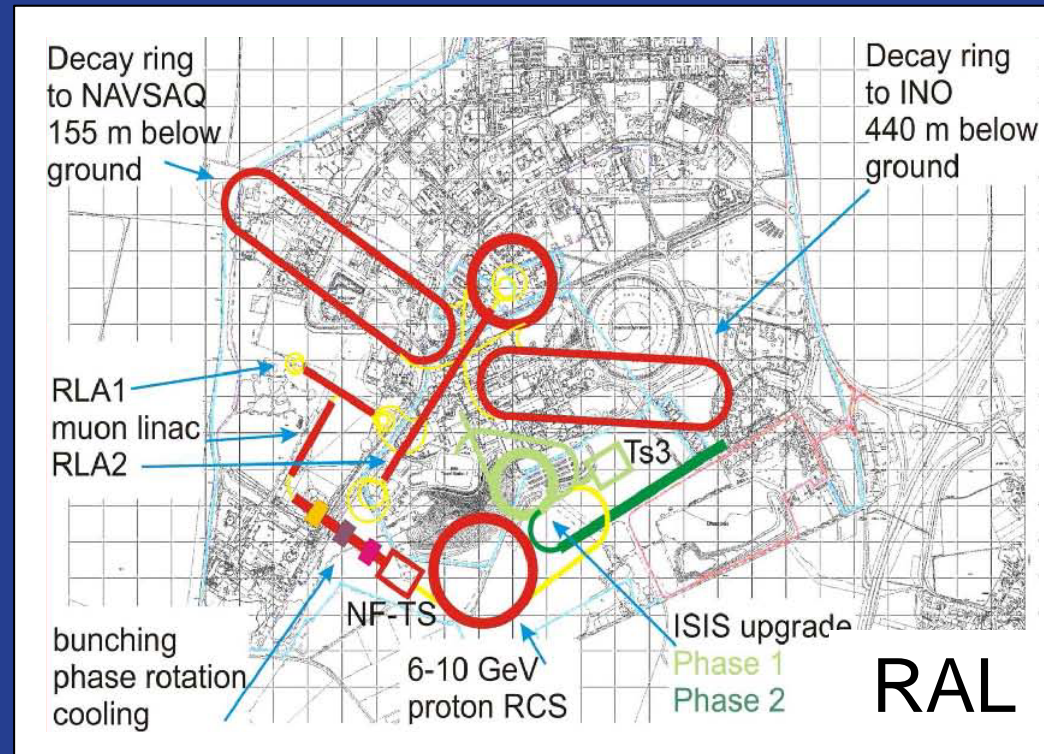 Decay ring
to NAVSAQ
155 m below
ground
Decay ring
to INO
440 m below
ground
RLA1
muon linac
RLA2
Ts3
NF-TS
bunching
phase rotation
cooling
6-10 GeV
proton RCS
ISIS upgrade
Phase 1
Phase 2
RAL